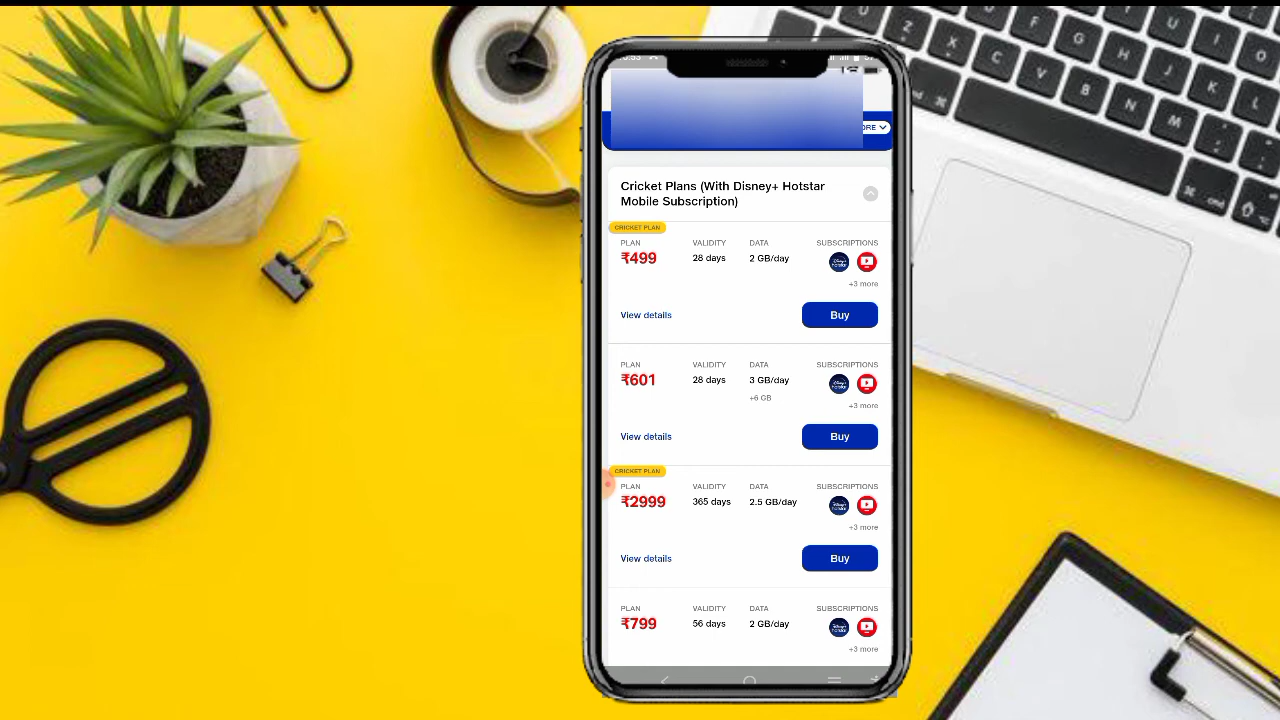 ORE
Cricket Plans (With Disney+ Hotstar
Mobile Subscription)
CRICKET PLAN
PLAN VALIDITY DATA SUBSCRIPTIONS
₹499 28 days 2 GB/day
+3 more
View details Buy
PLAN VALIDITY DATA SUBSCRIPTIONS
₹601 28 days 3 GB/day
+6 GB
+3 more
View details Buy
CRICKET PLAN
PLAN VALIDITY DATA SUBSCRIPTIONS
₹2999 365 days 2.5 GB/day
+3 more
View details Buy
PLAN VALIDITY DATA SUBSCRIPTIONS
₹799 56 days 2 GB/day
+3 more
U Z X C V B N M F G H J K L U I O
cmd ⌘
⌘ cmd